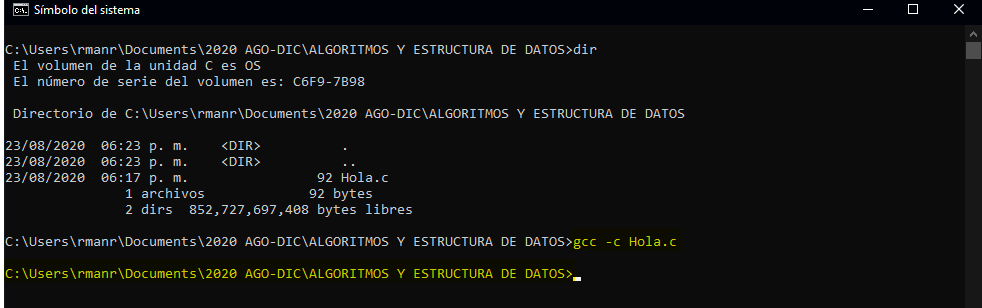 Símbolo del sistema
C:\Users\rmanr\Documents\2020 AGO-DIC\ALGORITMOS Y ESTRUCTURA DE DATOS>dir
El volumen de la unidad C es OS
El número de serie del volumen es: C6F9-7B98
Directorio de C:\Users\rmanr\Documents\2020 AGO-DIC\ALGORITMOS Y ESTRUCTURA DE DATOS
23/08/2020  06:23 p. m.    <DIR>          .
23/08/2020  06:23 p. m.    <DIR>          ..
23/08/2020  06:17 p. m.                92 Hola.c
1 archivos             92 bytes
2 dirs  852,727,697,408 bytes libres
C:\Users\rmanr\Documents\2020 AGO-DIC\ALGORITMOS Y ESTRUCTURA DE DATOS>gcc -c Hola.c
C:\Users\rmanr\Documents\2020 AGO-DIC\ALGORITMOS Y ESTRUCTURA DE DATOS>